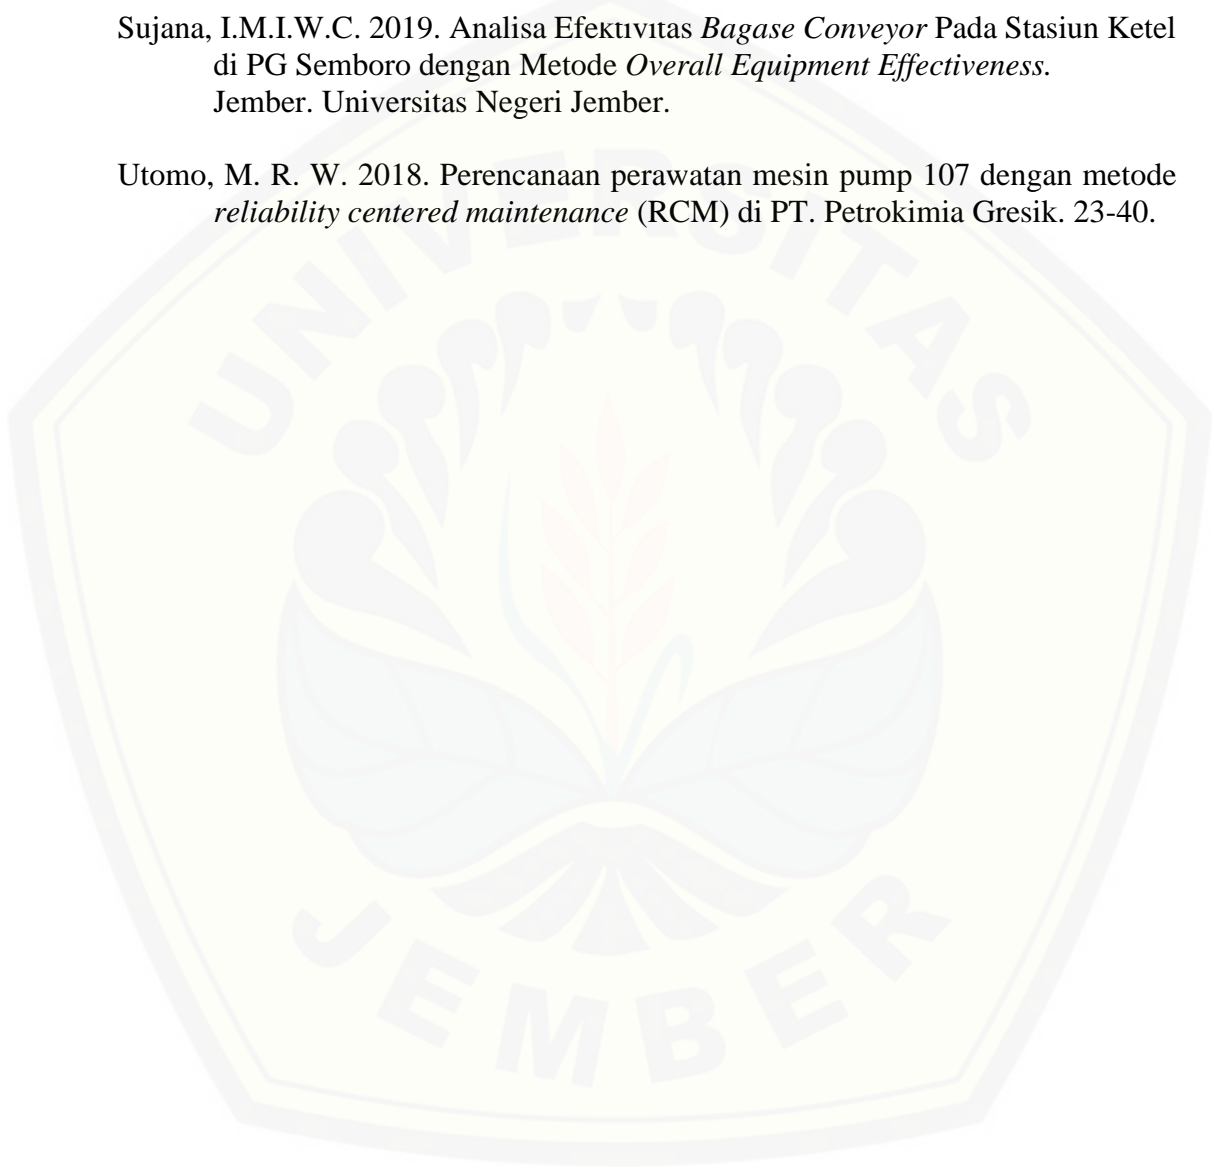 Sujana, I.M.I.W.C. 2019. Analisa Efektivitas Bagase Conveyor Pada Stasiun Ketel
di PG Semboro dengan Metode Overall Equipment Effectiveness.
Jember. Universitas Negeri Jember.
Utomo, M. R. W. 2018. Perencanaan perawatan mesin pump 107 dengan metode
reliability centered maintenance (RCM) di PT. Petrokimia Gresik. 23-40.
UNIVERSITAS
JEMBER